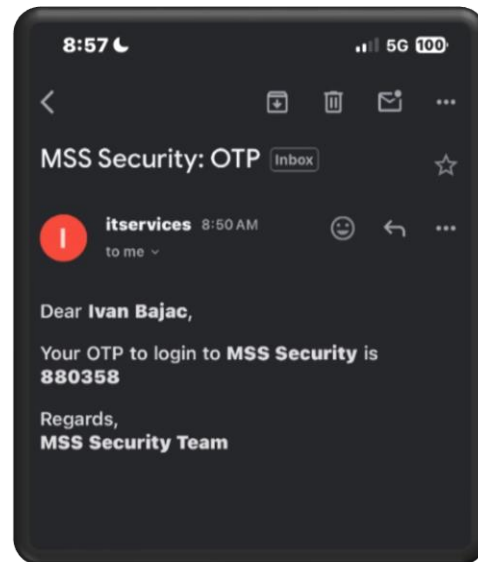 8:57
5G 100
MSS Security: OTP Inbox
I
itservices 8:50 AM
to me
Dear Ivan Bajac,
Your OTP to login to MSS Security is
880358
Regards,
MSS Security Team